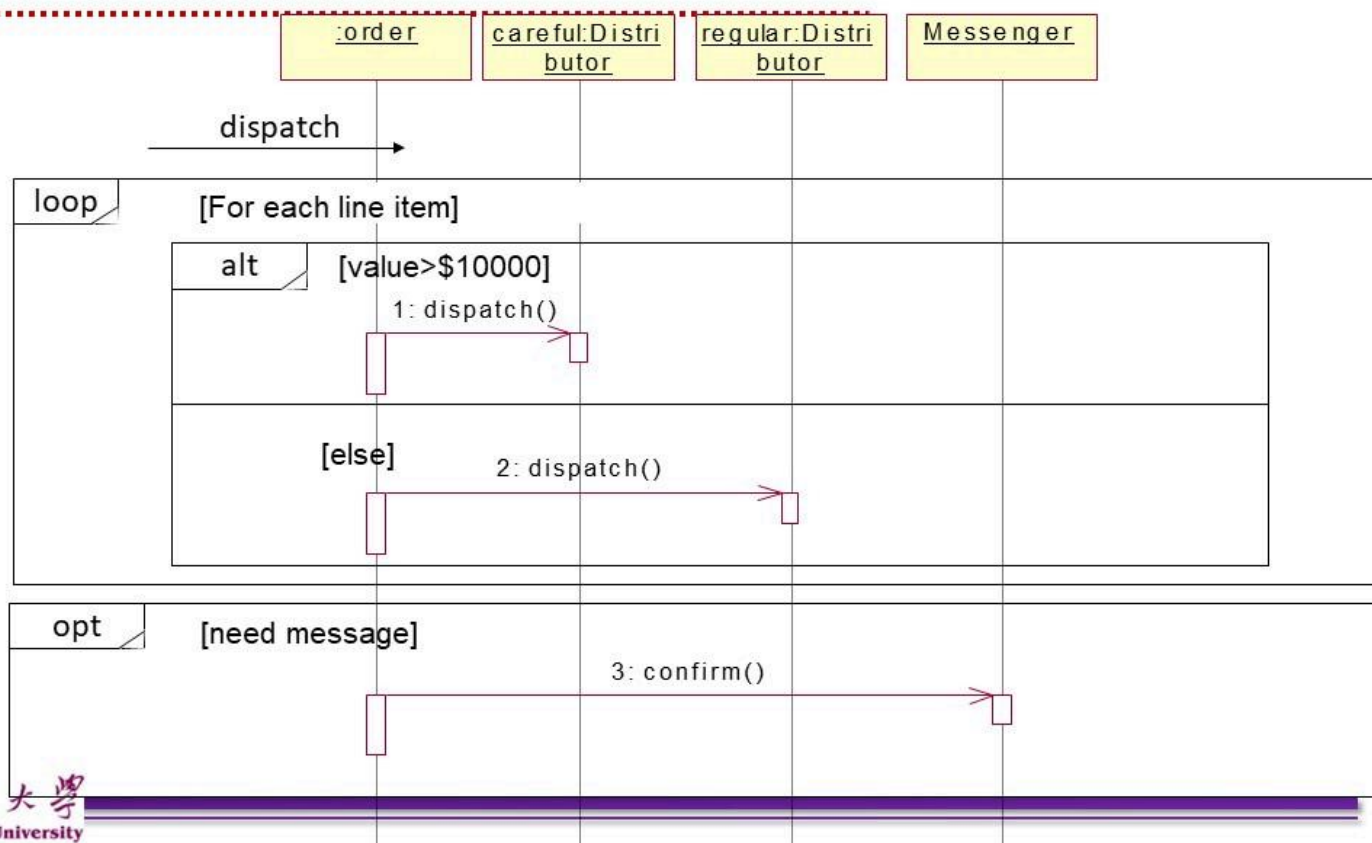 :order
careful:Distri
butor
regular:Distri
butor
Messenger
dispatch
loop
[For each line item]
alt
[value>$10000]
1: dispatch()
[else]
2: dispatch()
opt
[need message]
3: confirm()
大學
University